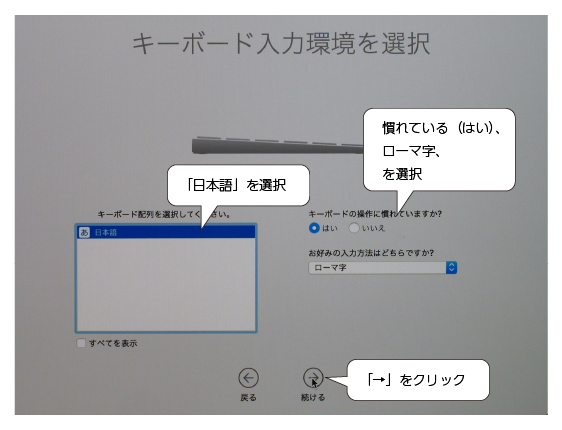 キーボード入力環境を選択
慣れている（はい）、
ローマ字、
を選択
「日本語」を選択
キーボード配列を選択してく さい。
キーボードの操作に慣れていますか?
あ 日本語
はい いいえ
お好みの入力方法はどちらですか?
ローマ字
すべてを表示
「→」をクリック
戻る 続ける